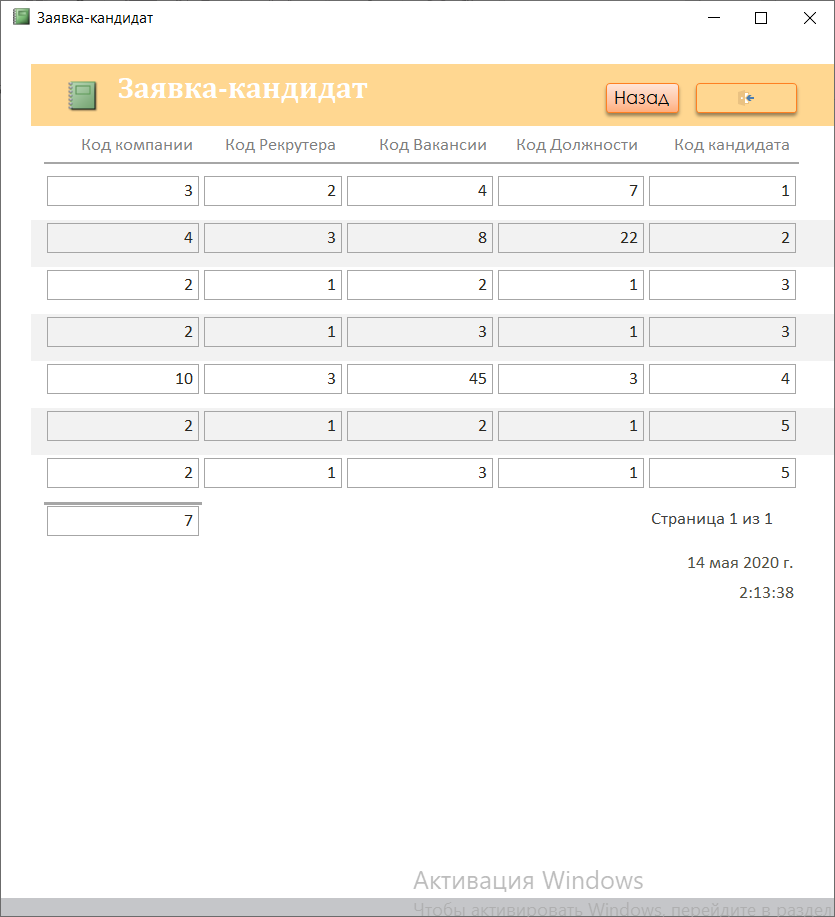 Заявка-кандидат
Заявка-кандидат
Назад
Код компании Код Рекрутера Код Вакансии Код Должности Код кандидата
3 2 4 7 1
4 3 8 22 2
2 1 2 1 3
2 1 3 1 3
10 3 45 3 4
2 1 2 1 5
2 1 3 1 5
7
Страница 1 из 1
14 мая 2020 г.
2:13:38
Активация Windows
Чтобы активировать Windows, перейдите в раздел